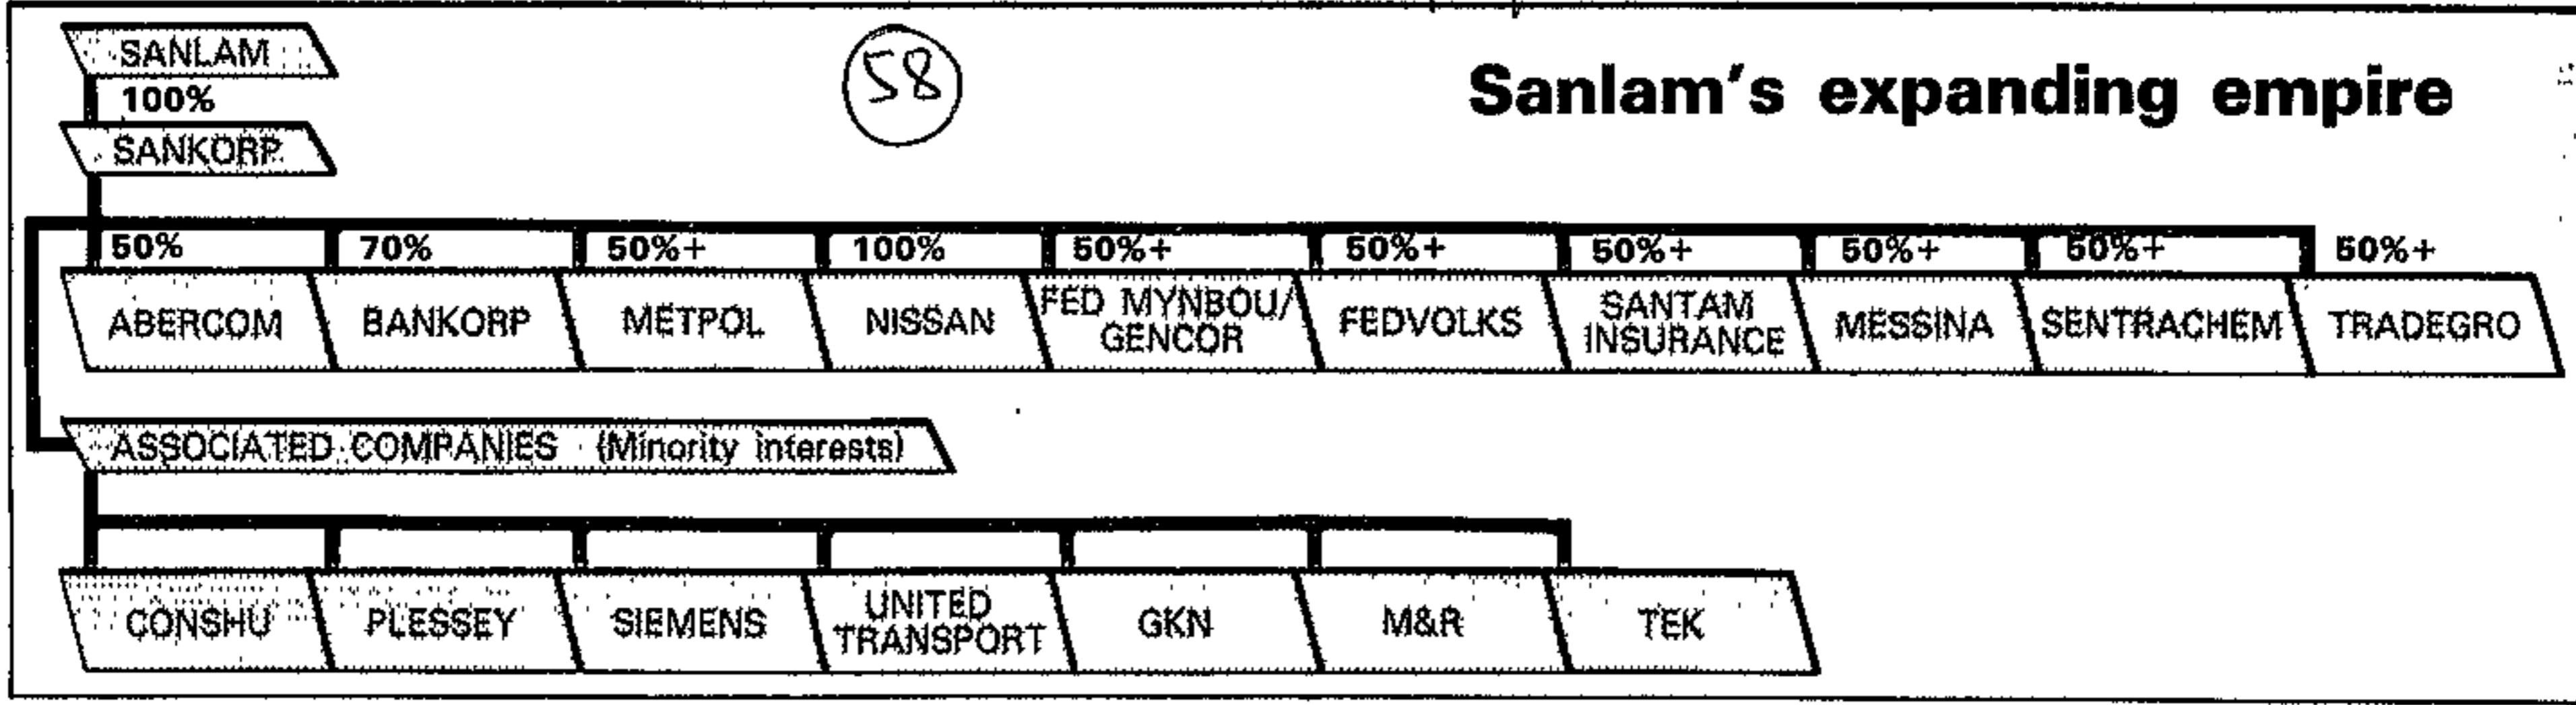 SANLAM
58
Sanlam's expanding empire
100%
SANKORP
50% 70% 50%+ 100% 50%+ 50%+ 50%+ 50%+ 50%+ 50%+
ABERCOM BANKORP METPOL NISSAN FED MYNBOU/
GENCOR FEDVOLKS SANTAM
INSURANCE MESSINA SENTRACHEM TRADEGRO
ASSOCIATED COMPANIES (Minority interests)
CONSHU PLESSEY SIEMENS UNITED
TRANSPORT GKN M&R TEK